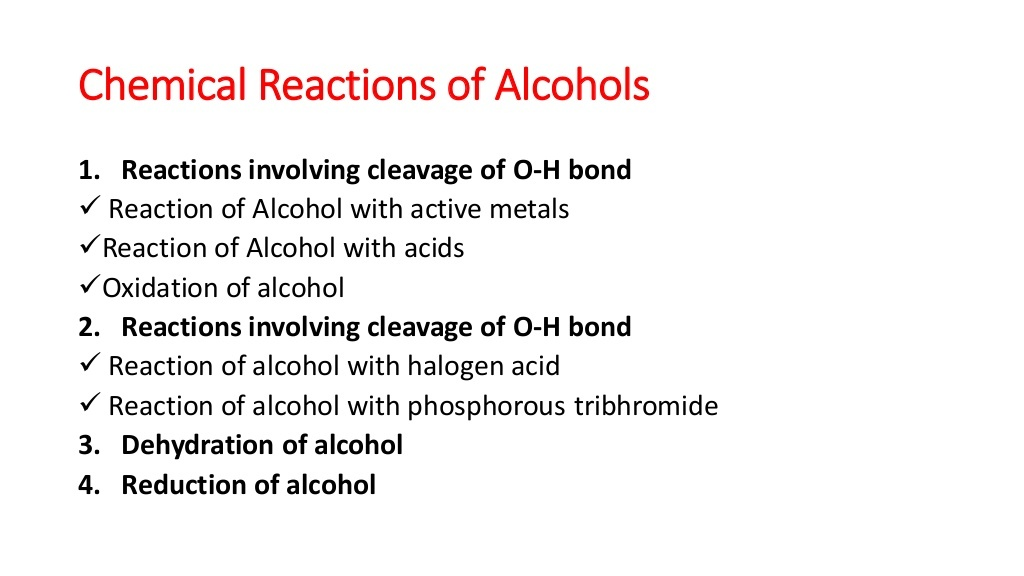 Chemical Reactions of Alcohols
1. Reactions involving cleavage of O-H bond
✓ Reaction of Alcohol with active metals
✓Reaction of Alcohol with acids
✓Oxidation of alcohol
2. Reactions involving cleavage of O-H bond
✓ Reaction of alcohol with halogen acid
✓ Reaction of alcohol with phosphorous tribhromide
3. Dehydration of alcohol
4. Reduction of alcohol